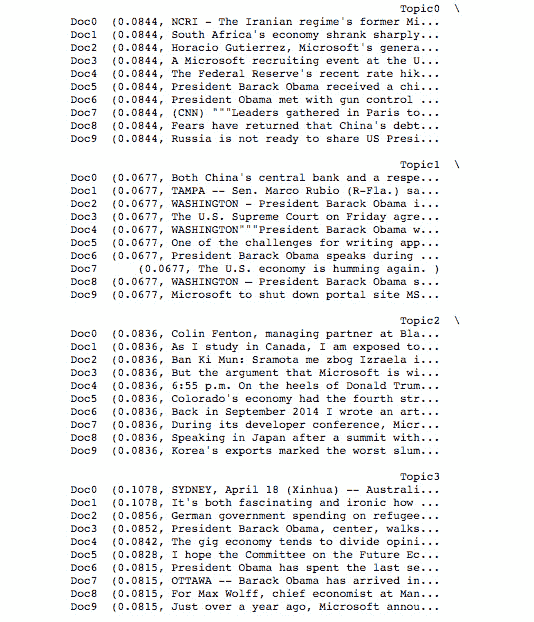 Topic0 \
Doc0 (0.0844, NCRI - The Iranian regime's former Mi...
Doc1 (0.0844, South Africa's economy shrank sharply...
Doc2 (0.0844, Horacio Gutierrez, Microsoft's genera...
Doc3 (0.0844, A Microsoft recruiting event at the U...
Doc4 (0.0844, The Federal Reserve's recent rate hik...
Doc5 (0.0844, President Barack Obama received a chi...
Doc6 (0.0844, President Obama met with gun control ...
Doc7 (0.0844, (CNN) """Leaders gathered in Paris to...
Doc8 (0.0844, Fears have returned that China's debt...
Doc9 (0.0844, Russia is not ready to share US Presi...
Topic1 \
Doc0 (0.0677, Both China's central bank and a respe...
Doc1 (0.0677, TAMPA -- Sen. Marco Rubio (R-Fla.) sa...
Doc2 (0.0677, WASHINGTON - President Barack Obama i...
Doc3 (0.0677, The U.S. Supreme Court on Friday agre...
Doc4 (0.0677, WASHINGTON"""President Barack Obama w...
Doc5 (0.0677, One of the challenges for writing app...
Doc6 (0.0677, President Barack Obama speaks during ...
Doc7 (0.0677, The U.S. economy is humming again. )
Doc8 (0.0677, WASHINGTON — President Barack Obama s...
Doc9 (0.0677, Microsoft to shut down portal site MS...
Topic2 \
Doc0 (0.0836, Colin Fenton, managing partner at Bla...
Doc1 (0.0836, As I study in Canada, I am exposed to...
Doc2 (0.0836, Ban Ki Mun: Sramota me zbog Izraela i...
Doc3 (0.0836, But the argument that Microsoft is wi...
Doc4 (0.0836, 6:55 p.m. On the heels of Donald Trum...
Doc5 (0.0836, Colorado's economy had the fourth str...
Doc6 (0.0836, Back in September 2014 I wrote an art...
Doc7 (0.0836, During its developer conference, Micr...
Doc8 (0.0836, Speaking in Japan after a summit with...
Doc9 (0.0836, Korea's exports marked the worst slum...
Topic3
Doc0 (0.1078, SYDNEY, April 18 (Xinhua) -- Australi...
Doc1 (0.1078, It's both fascinating and ironic how ...
Doc2 (0.0856, German government spending on refugee...
Doc3 (0.0852, President Barack Obama, center, walks...
Doc4 (0.0842, The gig economy tends to divide opini...
Doc5 (0.0828, I hope the Committee on the Future Ec...
Doc6 (0.0815, President Obama has spent the last se...
Doc7 (0.0815, OTTAWA -- Barack Obama has arrived in...
Doc8 (0.0815, For Max Wolff, chief economist at Man...
Doc9 (0.0815, Just over a year ago, Microsoft annou...